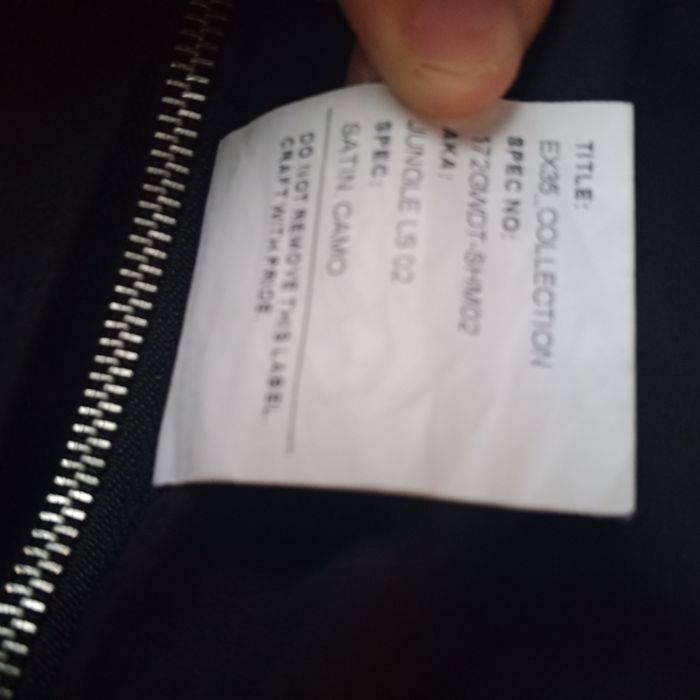 TITLE:
EX35_COLLECTION
SPEC NO:
172GWDT-SHM02
AKA:
JUNGLE LS 02
SPEC:
SATIN. CAMO
DO NOT REMOVE THIS LABEL.
CRAFT WITH PRIDE